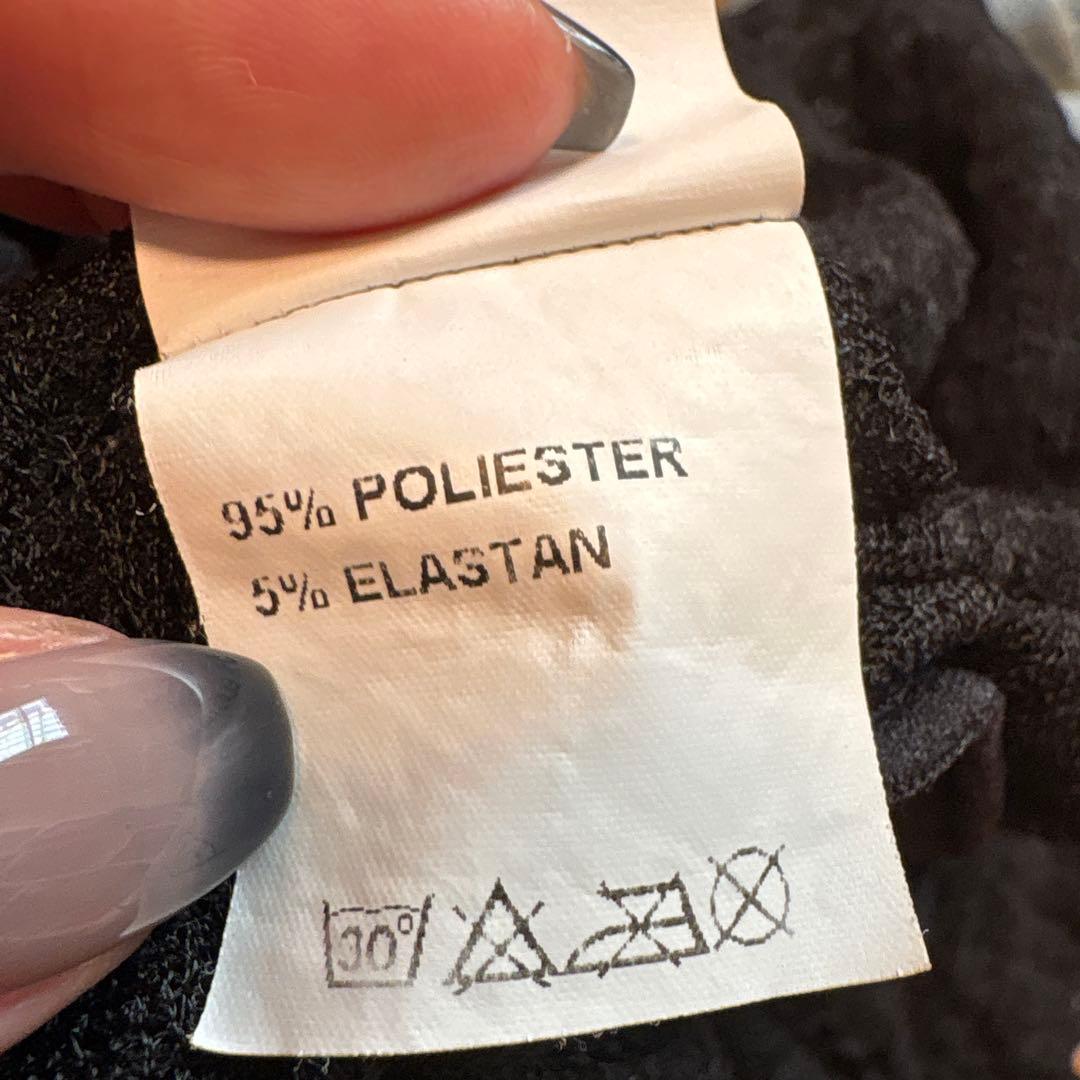 95% POLIESTER
5% ELASTAN
30°